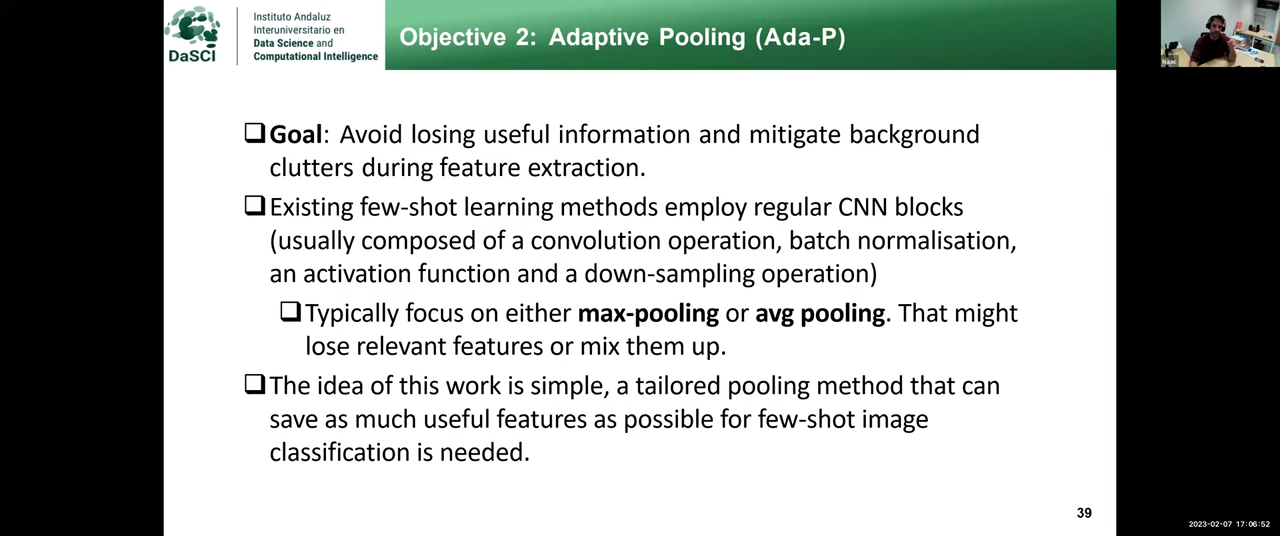 DaSCI
Instituto Andaluz
Interuniversitario en
Data Science and
Computational Intelligence
Objective 2: Adaptive Pooling (Ada-P)
Isaac
Goal: Avoid losing useful information and mitigate background
clutters during feature extraction.
Existing few-shot learning methods employ regular CNN blocks
(usually composed of a convolution operation, batch normalisation,
an activation function and a down-sampling operation)
Typically focus on either max-pooling or avg pooling. That might
lose relevant features or mix them up.
The idea of this work is simple, a tailored pooling method that can
save as much useful features as possible for few-shot image
classification is needed.
39
2023-02-07 17:06:52